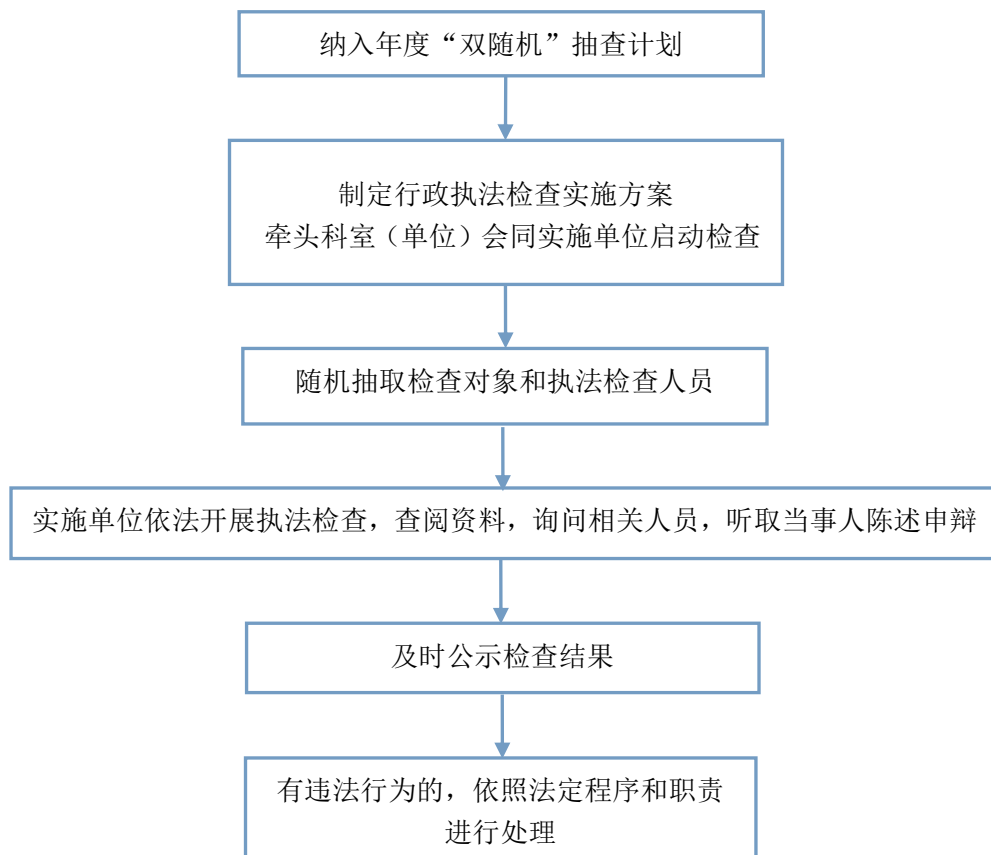 纳入年度“双随机”抽查计划
制定行政执法检查实施方案
牵头科室（单位）会同实施单位启动检查
随机抽取检查对象和执法检查人员
实施单位依法开展执法检查，查阅资料，询问相关人员，听取当事人陈述申辩
及时公示检查结果
有违法行为的，依照法定程序和职责
进行处理